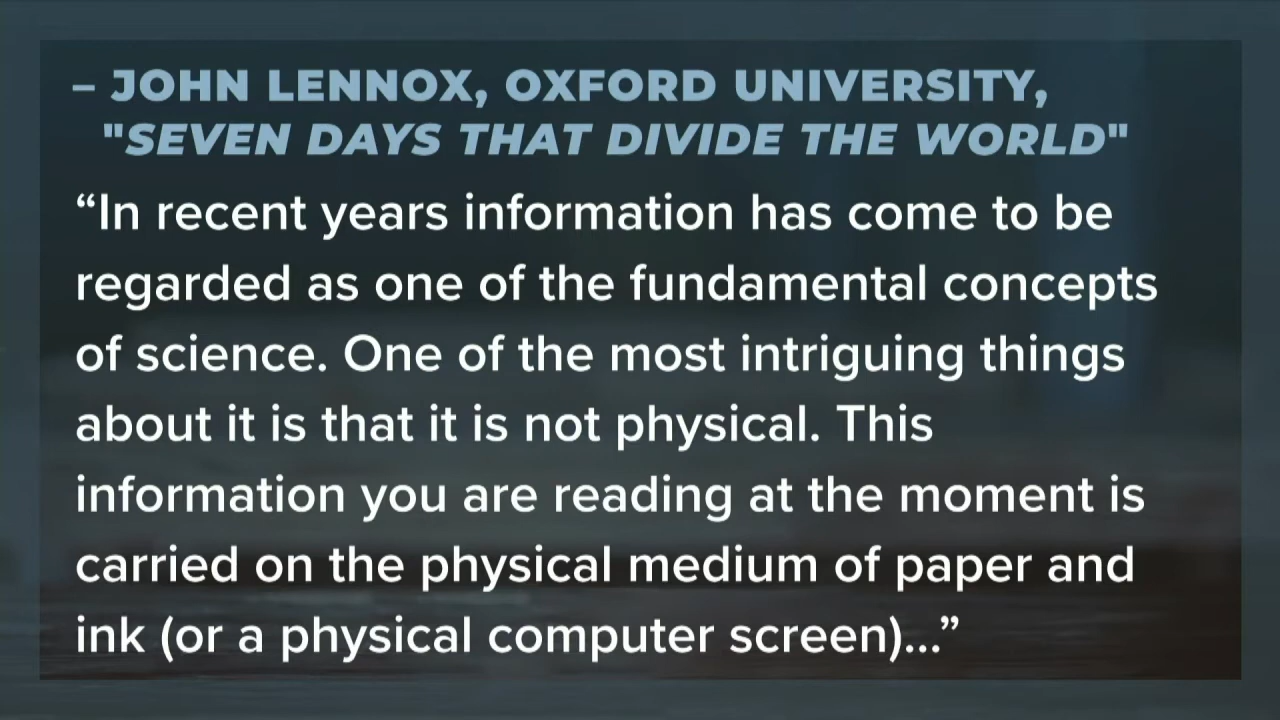 – JOHN LENNOX, OXFORD UNIVERSITY,
"SEVEN DAYS THAT DIVIDE THE WORLD"
“In recent years information has come to be
regarded as one of the fundamental concepts
of science. One of the most intriguing things
about it is that it is not physical. This
information you are reading at the moment is
carried on the physical medium of paper and
ink (or a physical computer screen)...”